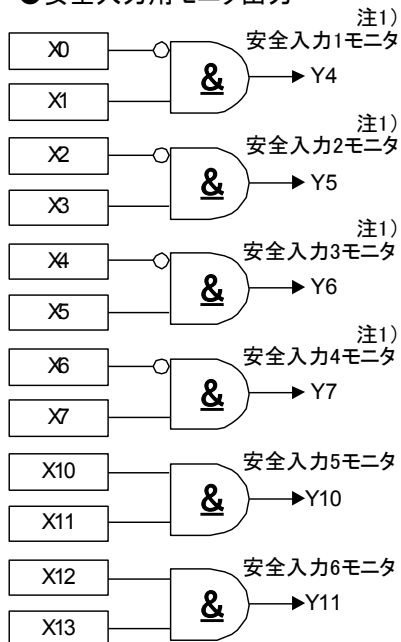 ●安全入力用モニタ出力
注1)
安全入力1モニタ
X0
&
Y4
X1
注1)
安全入力2モニタ
X2
&
Y5
X3
注1)
安全入力3モニタ
X4
&
Y6
X5
注1)
安全入力4モニタ
X6
&
Y7
X7
安全入力5モニタ
X10
&
Y10
X11
安全入力6モニタ
X12
&
Y11
X13